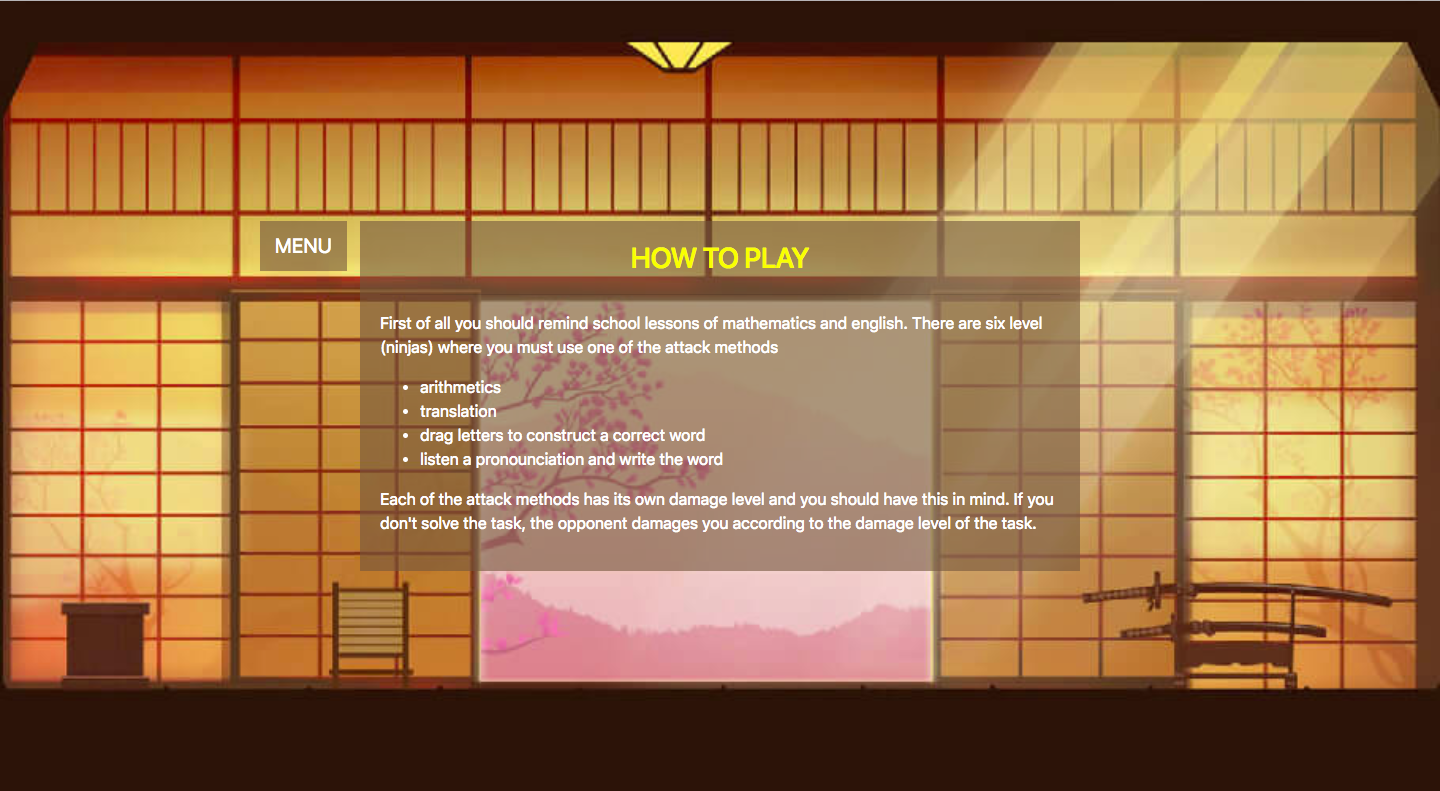 MENU
HOW TO PLAY
First of all you should remind school lessons of mathematics and english. There are six level
(ninjas) where you must use one of the attack methods
• arithmetics
• translation
• drag letters to construct a correct word
• listen a pronounciation and write the word
Each of the attack methods has its own damage level and you should have this in mind. If you
don't solve the task, the opponent damages you according to the damage level of the task.